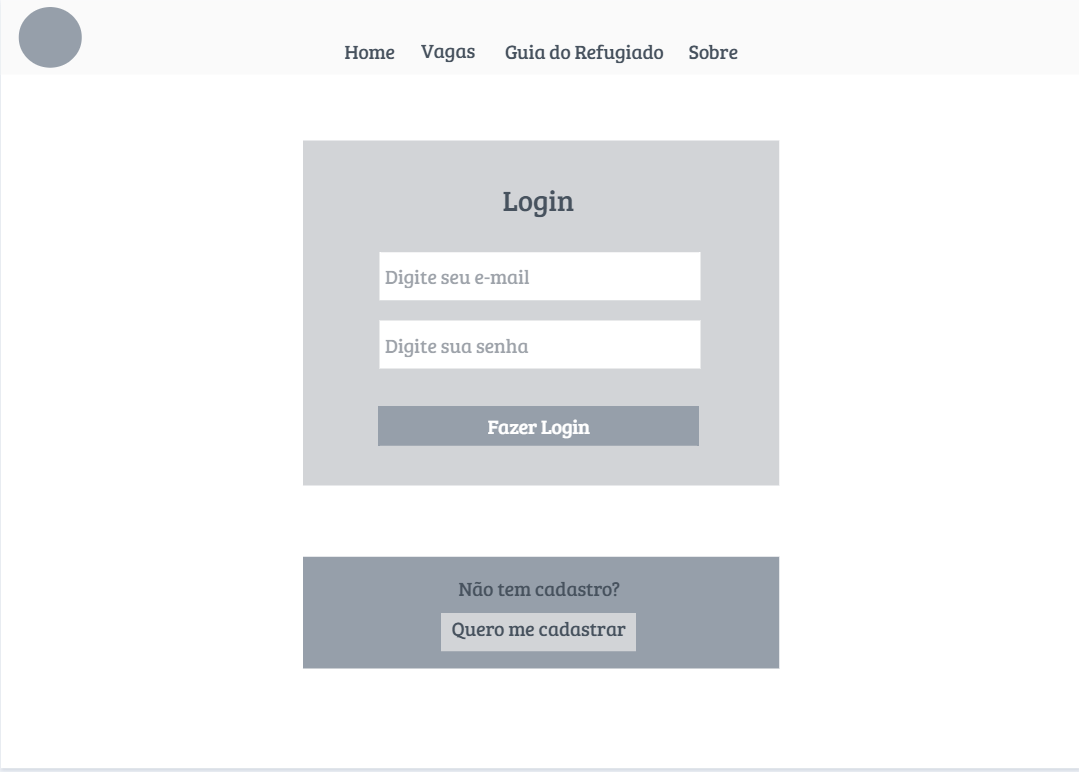 Home Vagas Guia do Refugiado Sobre
Login
Digite seu e-mail
Digite sua senha
Fazer Login
Não tem cadastro?
Quero me cadastrar